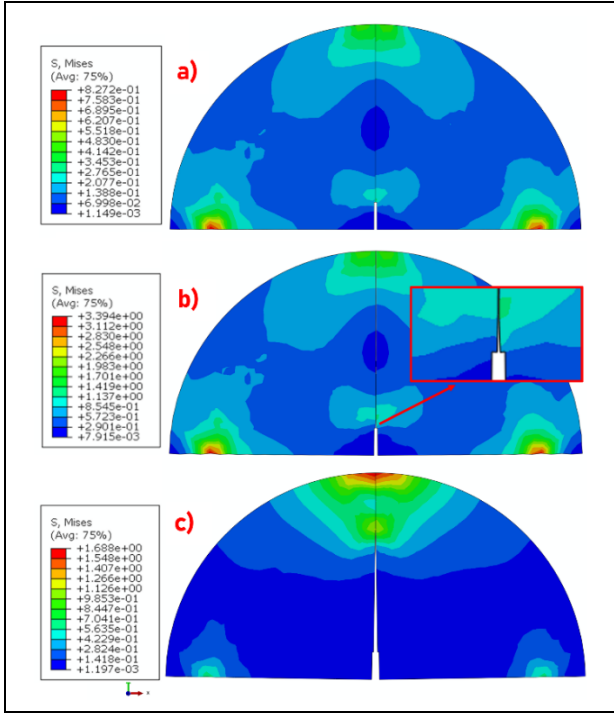 S, Mises
(Avg: 75%)
+8.272e-01
+7.583e-01
+6.895e-01
+6.207e-01
+5.518e-01
+4.830e-01
+4.142e-01
+3.453e-01
+2.765e-01
+2.077e-01
+1.388e-01
+6.998e-02
+1.149e-03
a)
S, Mises
(Avg: 75%)
+3.394e+00
+3.112e+00
+2.830e+00
+2.548e+00
+2.266e+00
+1.983e+00
+1.701e+00
+1.419e+00
+1.137e+00
+8.545e-01
+5.723e-01
+2.901e-01
+7.915e-03
b)
S, Mises
(Avg: 75%)
+1.688e+00
+1.548e+00
+1.407e+00
+1.266e+00
+1.126e+00
+9.853e-01
+8.447e-01
+7.041e-01
+5.635e-01
+4.229e-01
+2.824e-01
+1.418e-01
+1.197e-03
c)